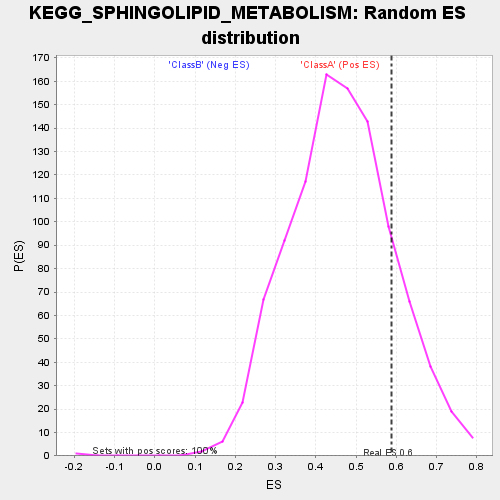 KEGG_SPHINGOLIPID_METABOLISM: Random ES
distribution
'ClassB' (Neg ES)
'ClassA' (Pos ES)
170
160
150
140
130
120
110
100
90
80
70
60
50
40
30
20
10
0
P(ES)
Sets with pos scores: 100%
Real ES 0.6
-0.2 -0.1 0.0 0.1 0.2 0.3 0.4 0.5 0.6 0.7 0.8
ES